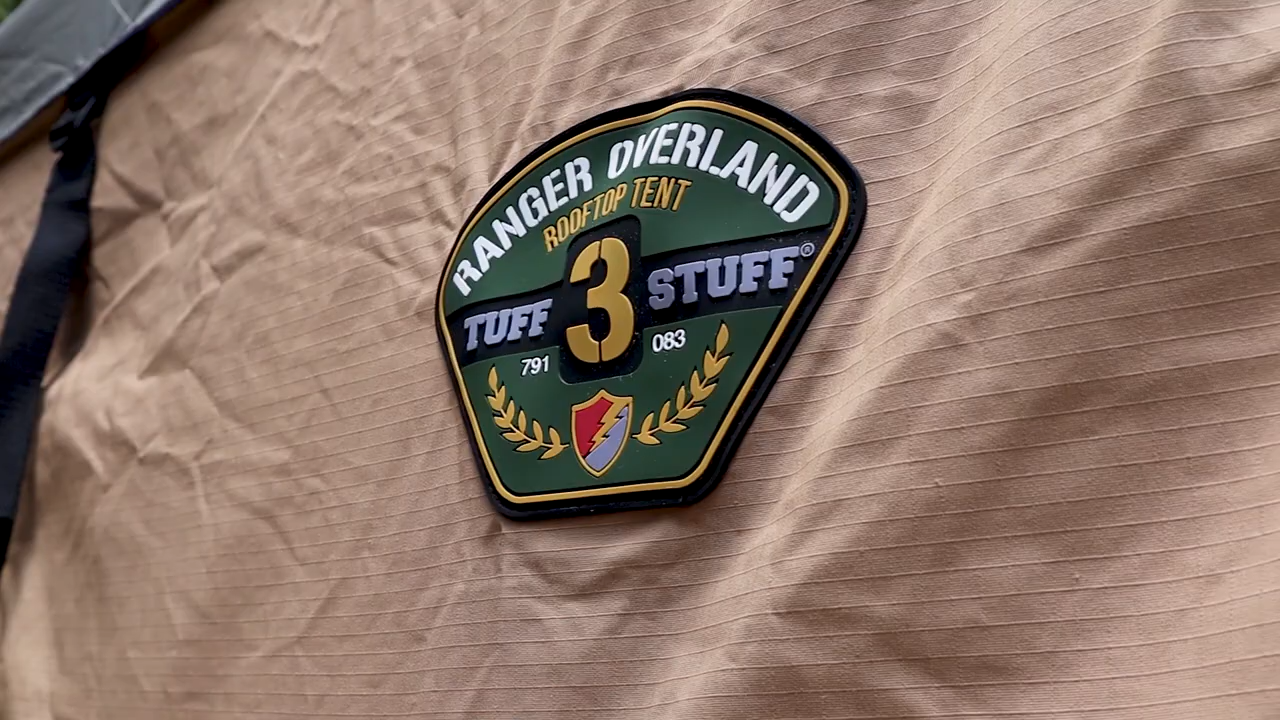 RANGER OVERLAND
ROOFTOP TENT
3
TUFF STUFF®
791 083